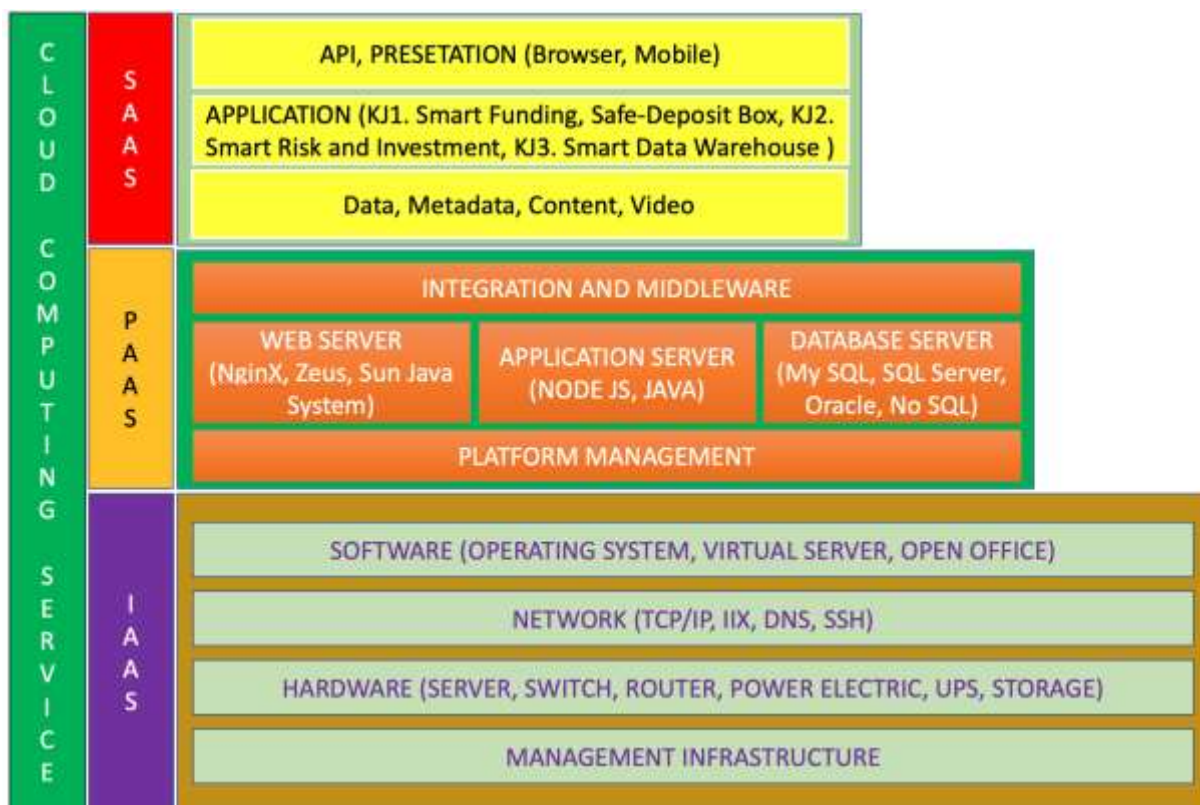 CLOUD COMPUTING SERVICE
SAAS
API, PRESETATION (Browser, Mobile)
APPLICATION (KJ1. Smart Funding, Safe-Deposit Box, KJ2.
Smart Risk and Investment, KJ3. Smart Data Warehouse )
Data, Metadata, Content, Video
PAAS
INTEGRATION AND MIDDLEWARE
WEB SERVER
(NginX, Zeus, Sun Java
System)
APPLICATION SERVER
(NODE JS, JAVA)
DATABASE SERVER
(My SQL, SQL Server,
Oracle, No SQL)
PLATFORM MANAGEMENT
IAAS
SOFTWARE (OPERATING SYSTEM, VIRTUAL SERVER, OPEN OFFICE)
NETWORK (TCP/IP, IIX, DNS, SSH)
HARDWARE (SERVER, SWITCH, ROUTER, POWER ELECTRIC, UPS, STORAGE)
MANAGEMENT INFRASTRUCTURE